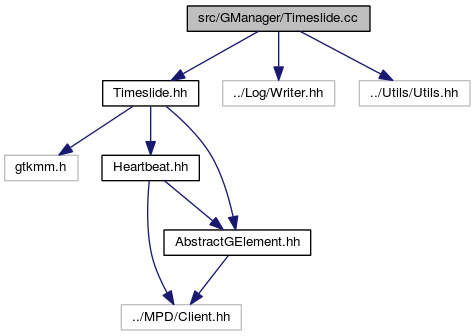 src/GManager/Timeslide.cc
Timeslide.hh
../Log/Writer.hh
../Utils/Utils.hh
gtkmm.h
Heartbeat.hh
AbstractGElement.hh
../MPD/Client.hh